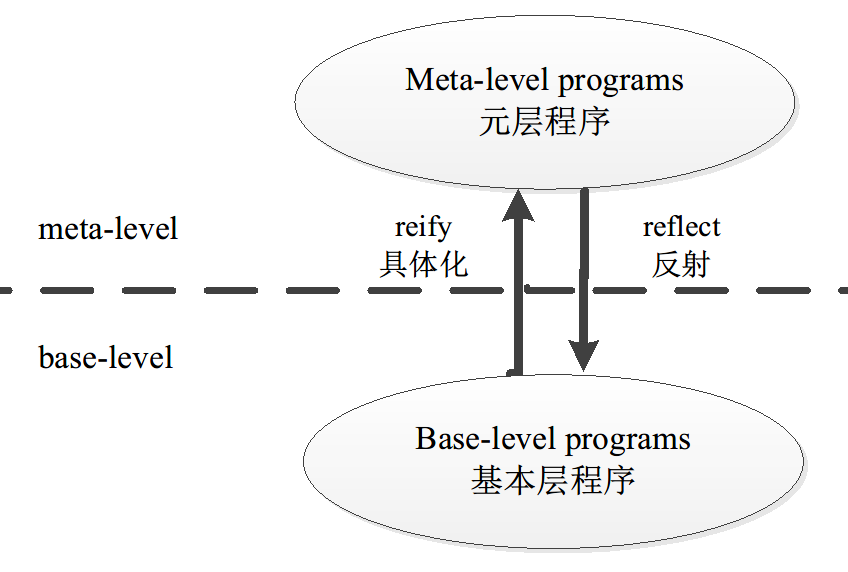 Meta-level programs
元层程序
meta-level
reify
具体化
reflect
反射
base-level
Base-level programs
基本层程序